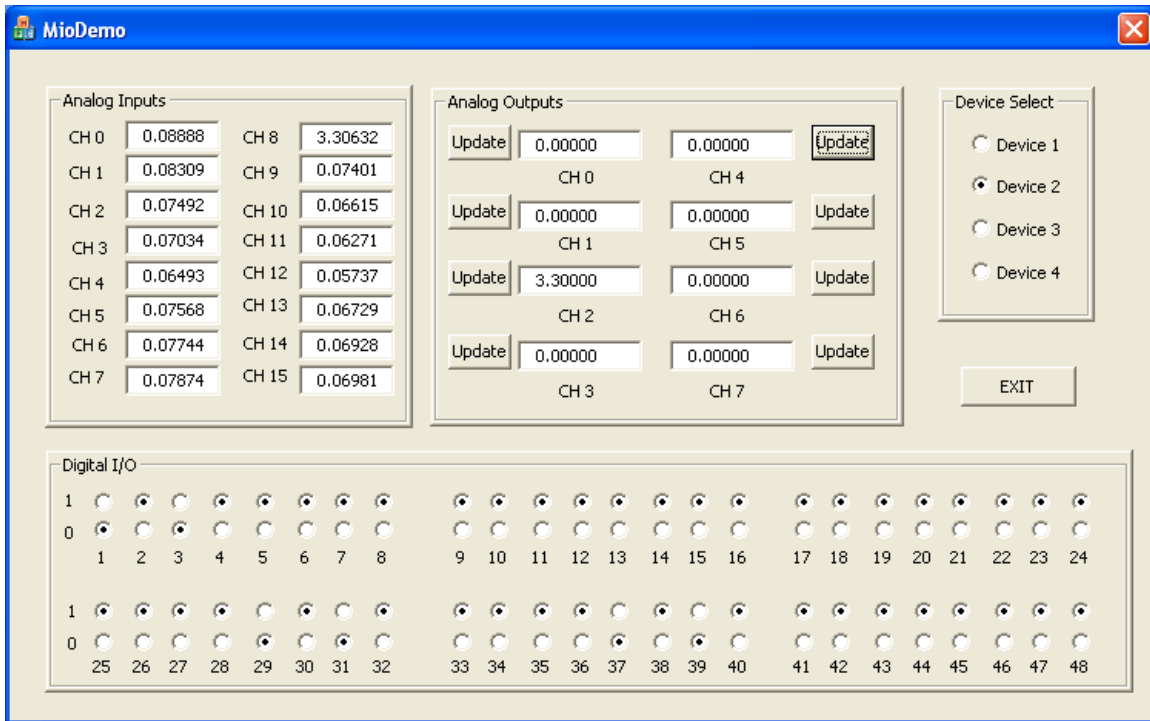 MioDemo
Analog Inputs
CH 0 0.08888 CH 8 3.30632
CH 1 0.08309 CH 9 0.07401
CH 2 0.07492 CH 10 0.06615
CH 3 0.07034 CH 11 0.06271
CH 4 0.06493 CH 12 0.05737
CH 5 0.07568 CH 13 0.06729
CH 6 0.07744 CH 14 0.06928
CH 7 0.07874 CH 15 0.06981
Analog Outputs
Update 0.00000 0.00000 Update
CH 0 CH 4
Update 0.00000 0.00000 Update
CH 1 CH 5
Update 3.30000 0.00000 Update
CH 2 CH 6
Update 0.00000 0.00000 Update
CH 3 CH 7
Device Select
Device 1
Device 2
Device 3
Device 4
EXIT
Digital I/O
1
0
1 2 3 4 5 6 7 8 9 10 11 12 13 14 15 16 17 18 19 20 21 22 23 24
1
0
25 26 27 28 29 30 31 32 33 34 35 36 37 38 39 40 41 42 43 44 45 46 47 48